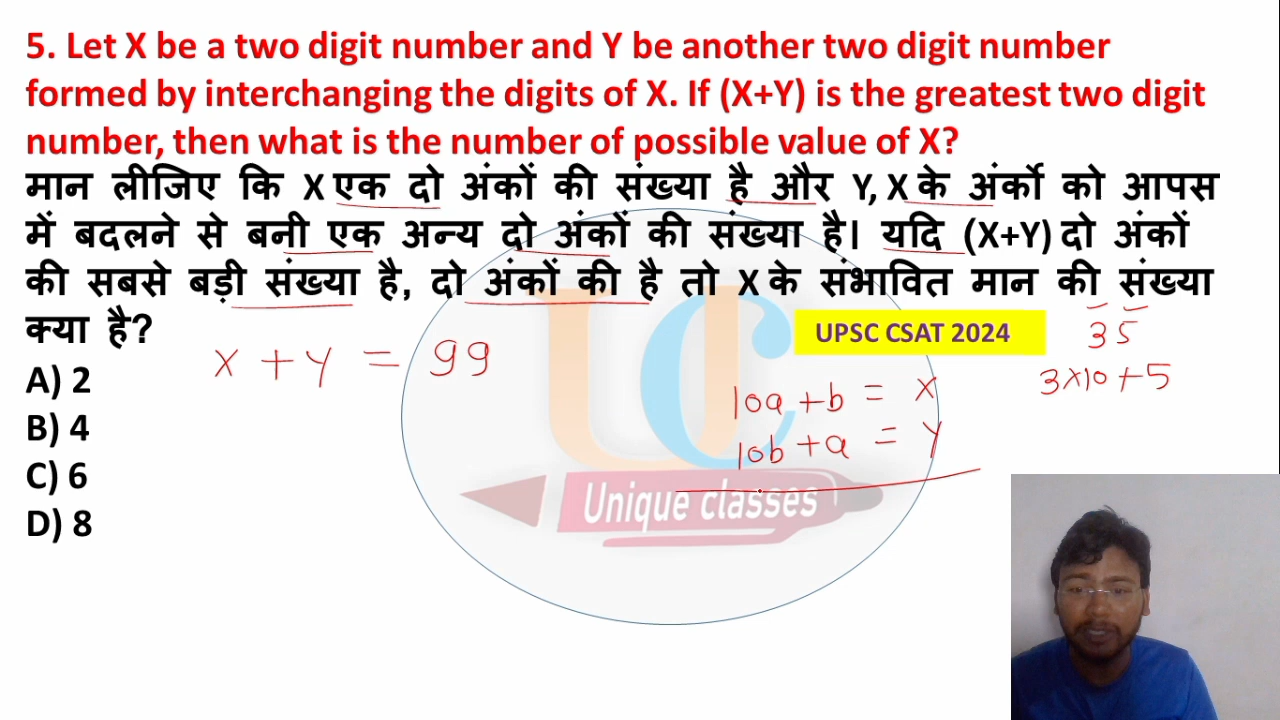 5. Let X be a two digit number and Y be another two digit number
formed by interchanging the digits of X. If (X+Y) is the greatest two digit
number, then what is the number of possible value of X?
मान लीजिए कि X एक दो अंकों की संख्या है और Y, X के अंर्को को आपस
में बदलने से बनी एक अन्य दो अंकों की संख्या है। यदि (X+Y) दो अंकों
की सबसे बड़ी संख्या है, दो अंकों की है तो X के संभावित मान की संख्या
क्या है?
UPSC CSAT 2024
35
x + y = 99
3x10+5
A) 2
10a + b = x
B) 4
10b + a = y
C) 6
UC
Unique classes
D) 8